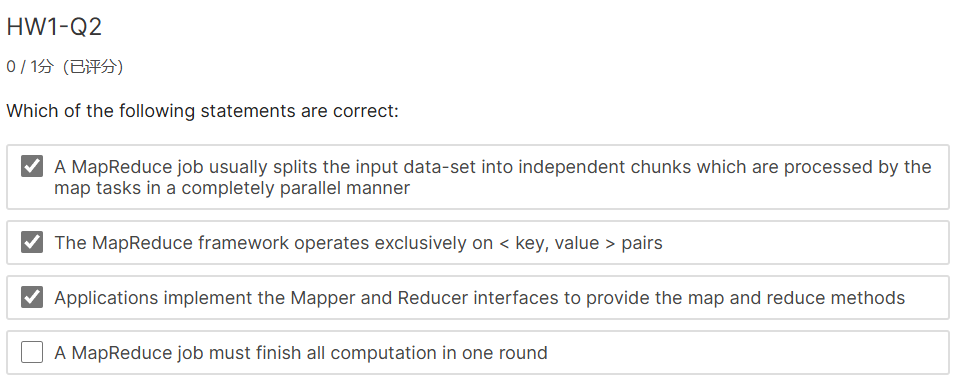 HW1-Q2
0 / 1分 (已评分)
Which of the following statements are correct:
A MapReduce job usually splits the input data-set into independent chunks which are processed by the
map tasks in a completely parallel manner
The MapReduce framework operates exclusively on < key, value > pairs
Applications implement the Mapper and Reducer interfaces to provide the map and reduce methods
A MapReduce job must finish all computation in one round